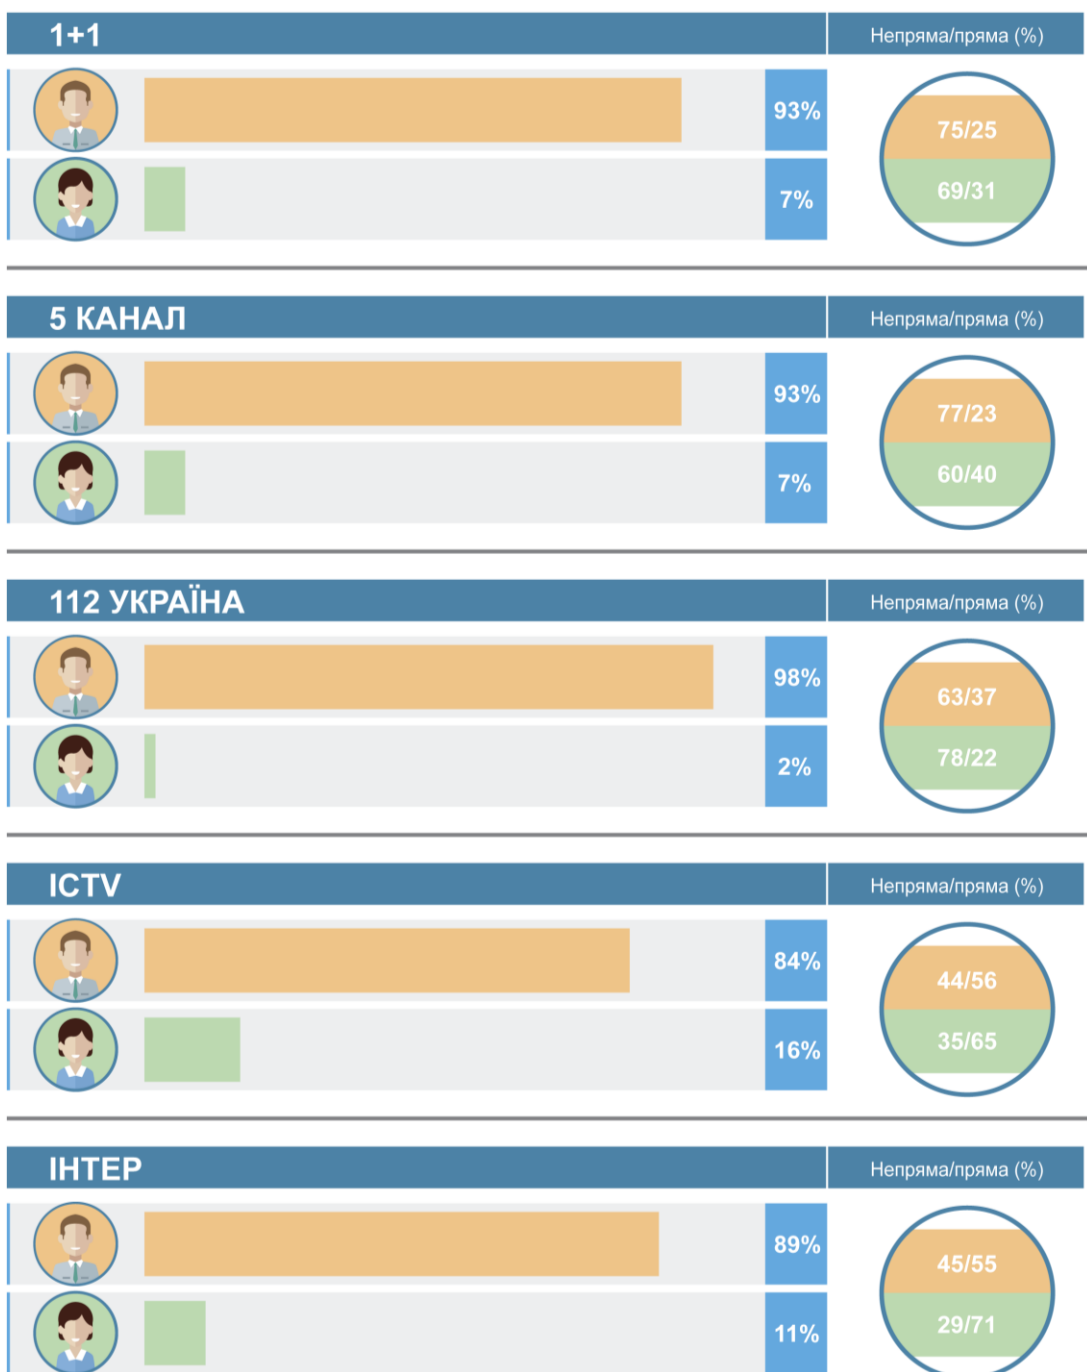 1+1
Непряма/пряма (%)
93%
75/25
7%
69/31
5 КАНАЛ
Непряма/пряма (%)
93%
77/23
7%
60/40
112 УКРАЇНА
Непряма/пряма (%)
98%
63/37
2%
78/22
ICTV
Непряма/пряма (%)
84%
44/56
16%
35/65
ІНТЕР
Непряма/пряма (%)
89%
45/55
11%
29/71